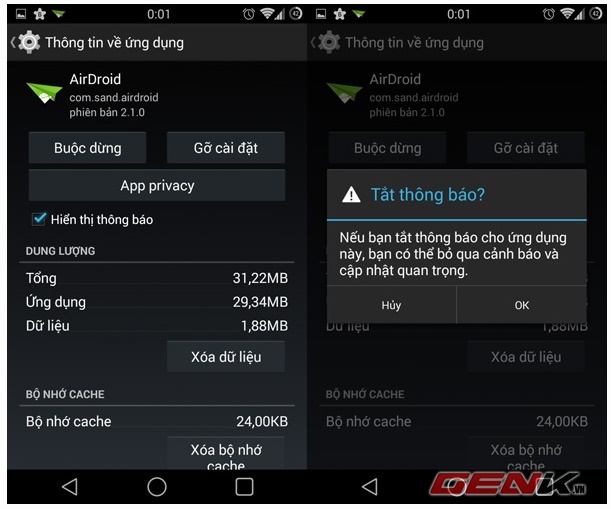 0:01
42
Thông tin về ứng dụng
AirDroid
com.sand.airdroid
phiên bản 2.1.0
Buộc dừng
Gỡ cài đặt
App privacy
Hiển thị thông báo
DUNG LƯỢNG
Tổng 31,22MB
Ứng dụng 29,34MB
Dữ liệu 1,88MB
Xóa dữ liệu
BỘ NHỚ CACHE
Bộ nhớ cache 24,00KB
Xóa bộ nhớ
cache
0:01
42
Thông tin về ứng dụng
AirDroid
com.sand.airdroid
phiên bản 2.1.0
Buộc dừng
Gỡ cài đặt
Tắt thông báo?
Nếu bạn tắt thông báo cho ứng dụng
này, bạn có thể bỏ qua cảnh báo và
cập nhật quan trọng.
Hủy
OK
Dữ liệu 1,88MB
Xóa dữ liệu
BỘ NHỚ CACHE
Bộ nhớ cache 24,00KB
Xóa bộ nhớ
cache
GENK.VN